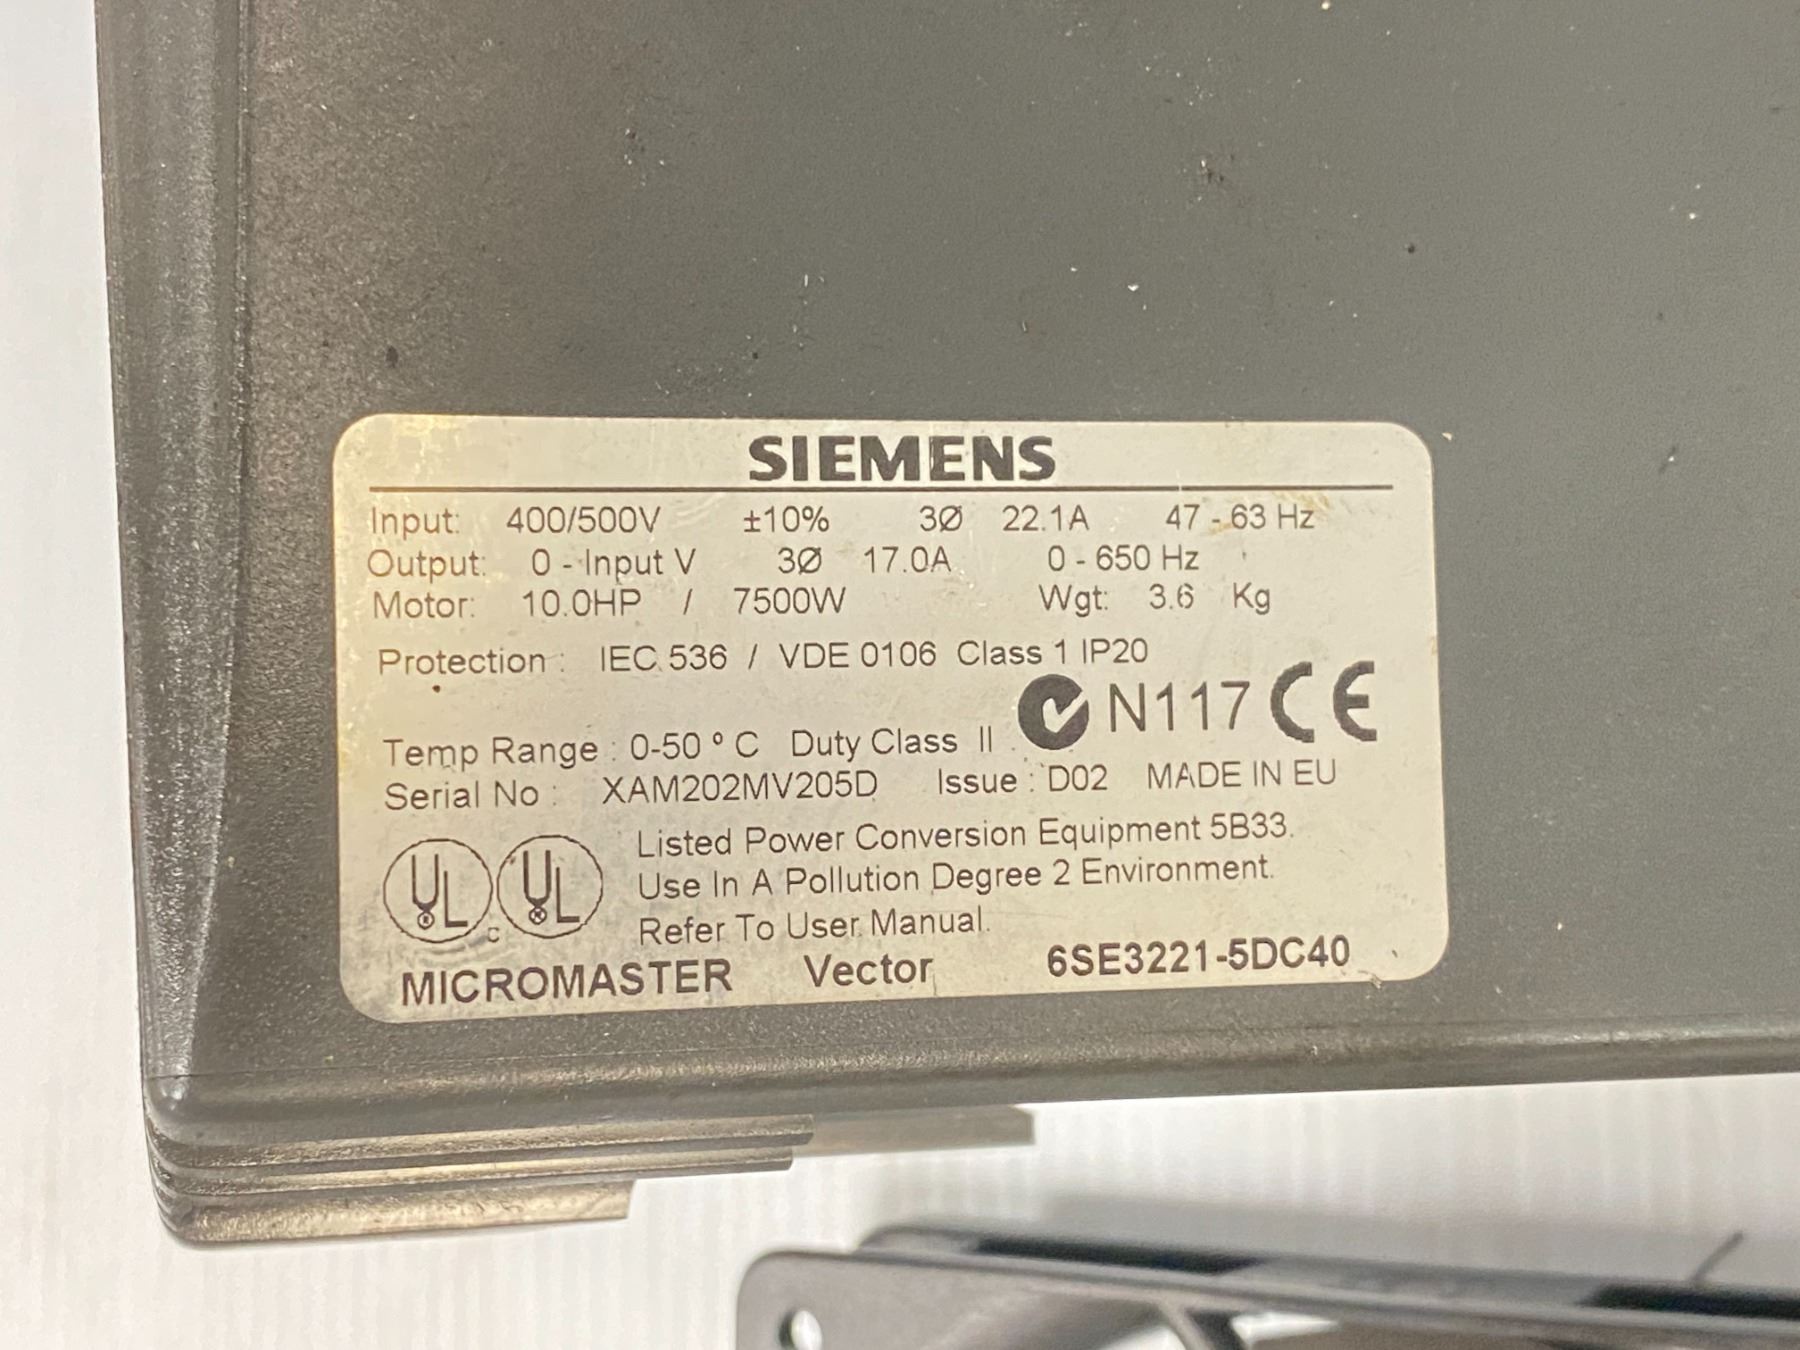 SIEMENS
Input: 400/500V ±10% 3Ø 22.1A 47 - 63 Hz
Output: 0 - Input V 3Ø 17.0A 0 - 650 Hz
Motor: 10.0HP / 7500W Wgt: 3.6 Kg
Protection : IEC 536 / VDE 0106 Class 1 IP20
N117 CE
Temp Range : 0-50 ° C Duty Class II
Serial No : XAM202MV205D Issue : D02 MADE IN EU
UL c UL
Listed Power Conversion Equipment 5B33.
Use In A Pollution Degree 2 Environment.
Refer To User Manual.
MICROMASTER Vector 6SE3221-5DC40